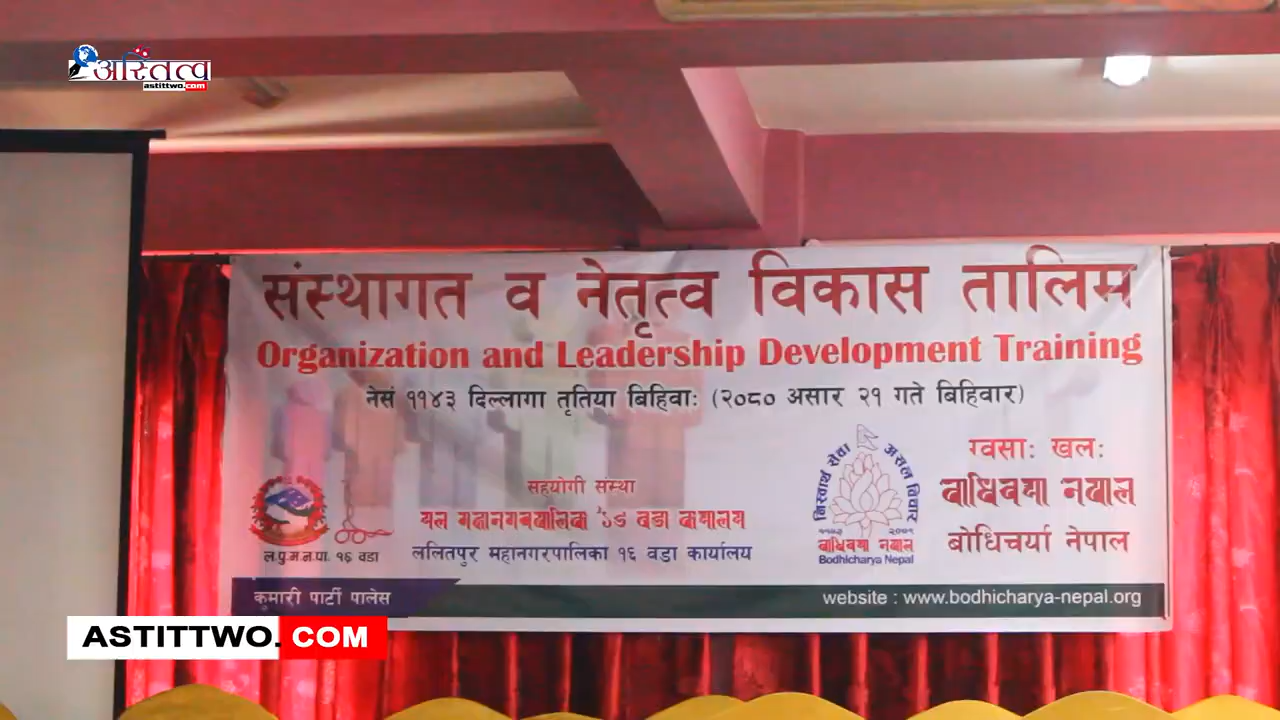 अस्तित्व
astittwo.com
संस्थागत व नेतृत्व विकास तालिम
Organization and Leadership Development Training
नेसं ११४३ दिल्लागा तृतिया बिहिवाः (२०८० असार २१ गते बिहिवार)
ल.पु.म.न.पा. १६ वडा
सहयोगी संस्था
ललितपुर महानगरपालिका १६ वडा कार्यालय
निस्वार्थ सेवा असल विचार
Bodhicharya Nepal
ग्वसाः खलः
बोधिचर्या नेपाल
कुमारी पार्टी पालेस
website : www.bodhicharya-nepal.org
ASTITTWO.COM